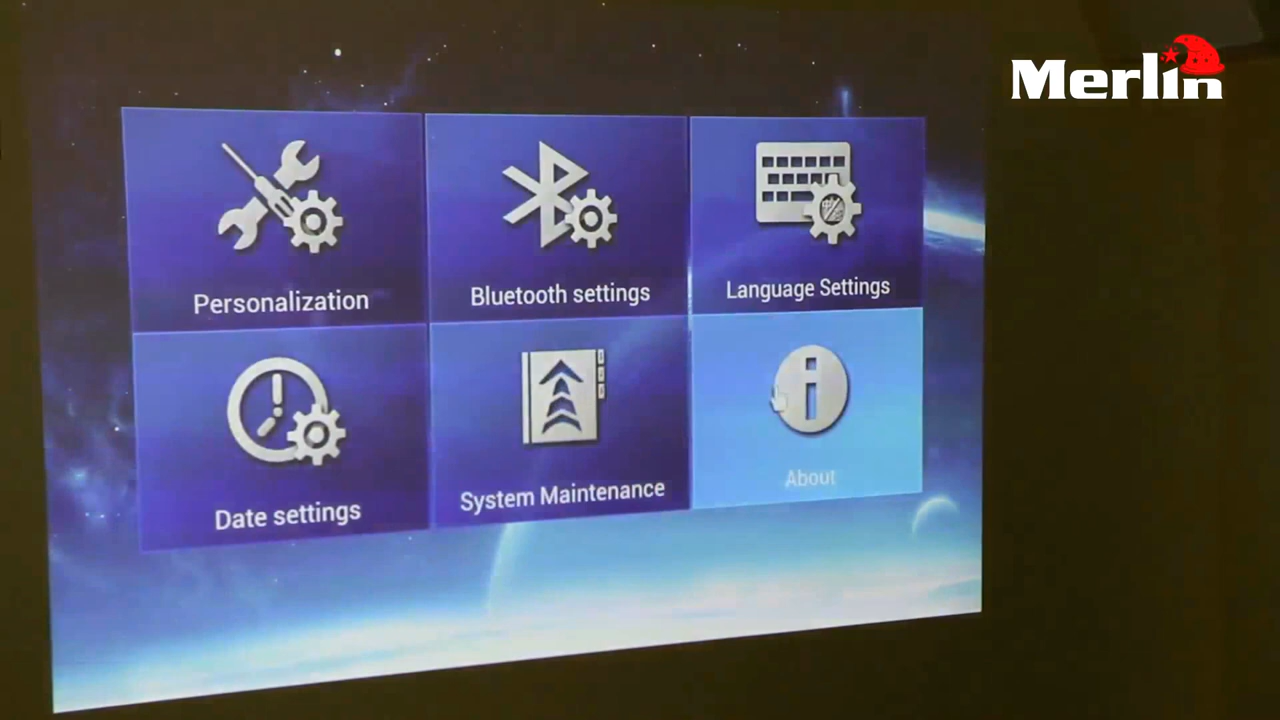 Merlin
Personalization
Bluetooth settings
Language Settings
Date settings
System Maintenance
About